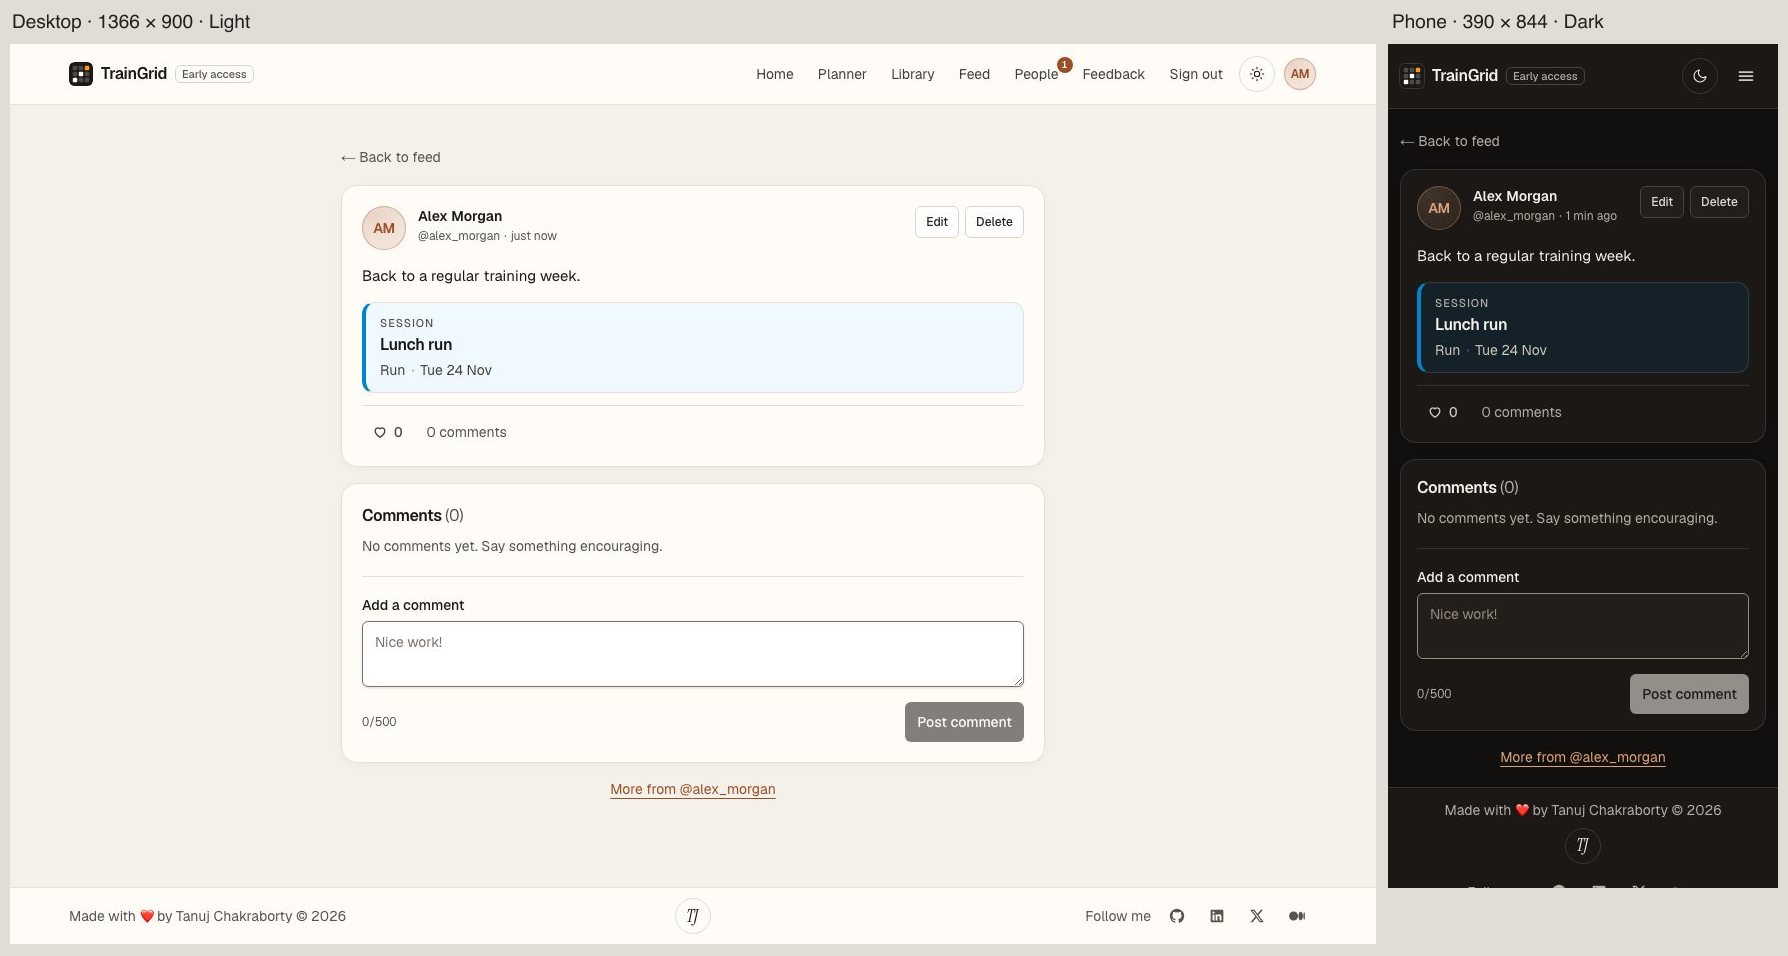 Desktop · 1366 × 900 · Light
TrainGrid Early access
Home Planner Library Feed People 1 Feedback Sign out AM
← Back to feed
AM Alex Morgan
@alex_morgan · just now
Edit Delete
Back to a regular training week.
SESSION
Lunch run
Run · Tue 24 Nov
0 0 comments
Comments (0)
No comments yet. Say something encouraging.
Add a comment
Nice work!
0/500 Post comment
More from @alex_morgan
Made with ❤️ by Tanuj Chakraborty © 2026
TJ
Follow me
Phone · 390 × 844 · Dark
TrainGrid Early access
← Back to feed
AM Alex Morgan
@alex_morgan · 1 min ago
Edit Delete
Back to a regular training week.
SESSION
Lunch run
Run · Tue 24 Nov
0 0 comments
Comments (0)
No comments yet. Say something encouraging.
Add a comment
Nice work!
0/500 Post comment
More from @alex_morgan
Made with ❤️ by Tanuj Chakraborty © 2026
TJ